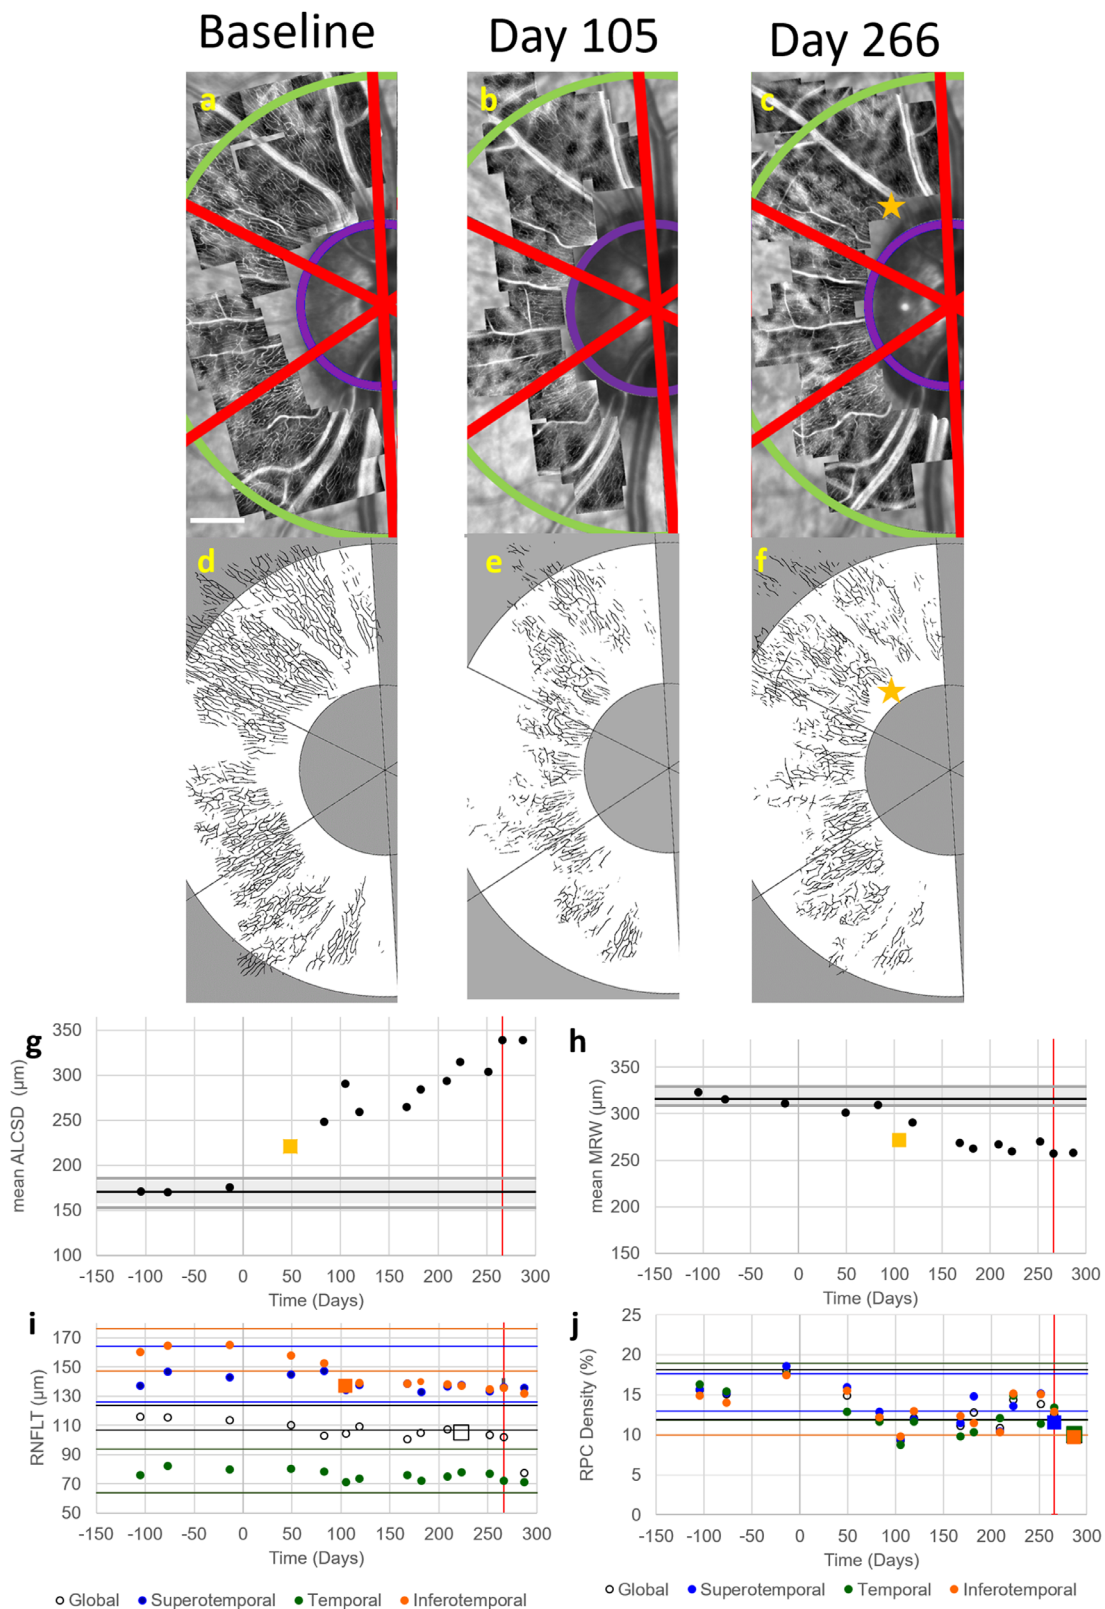 Baseline Day 105 Day 266
a b c
d e f
g
mean ALCSD (μm)
350
300
250
200
150
100
-150 -100 -50 0 50 100 150 200 250 300
Time (Days)
h
mean MRW (μm)
350
300
250
200
150
-150 -100 -50 0 50 100 150 200 250 300
Time (Days)
i
RNFLT (μm)
170
150
130
110
90
70
50
-150 -100 -50 0 50 100 150 200 250 300
Time (Days)
Global Superotemporal Temporal Inferotemporal
j
RPC Density (%)
25
20
15
10
5
0
-150 -100 -50 0 50 100 150 200 250 300
Time (Days)
Global Superotemporal Temporal Inferotemporal